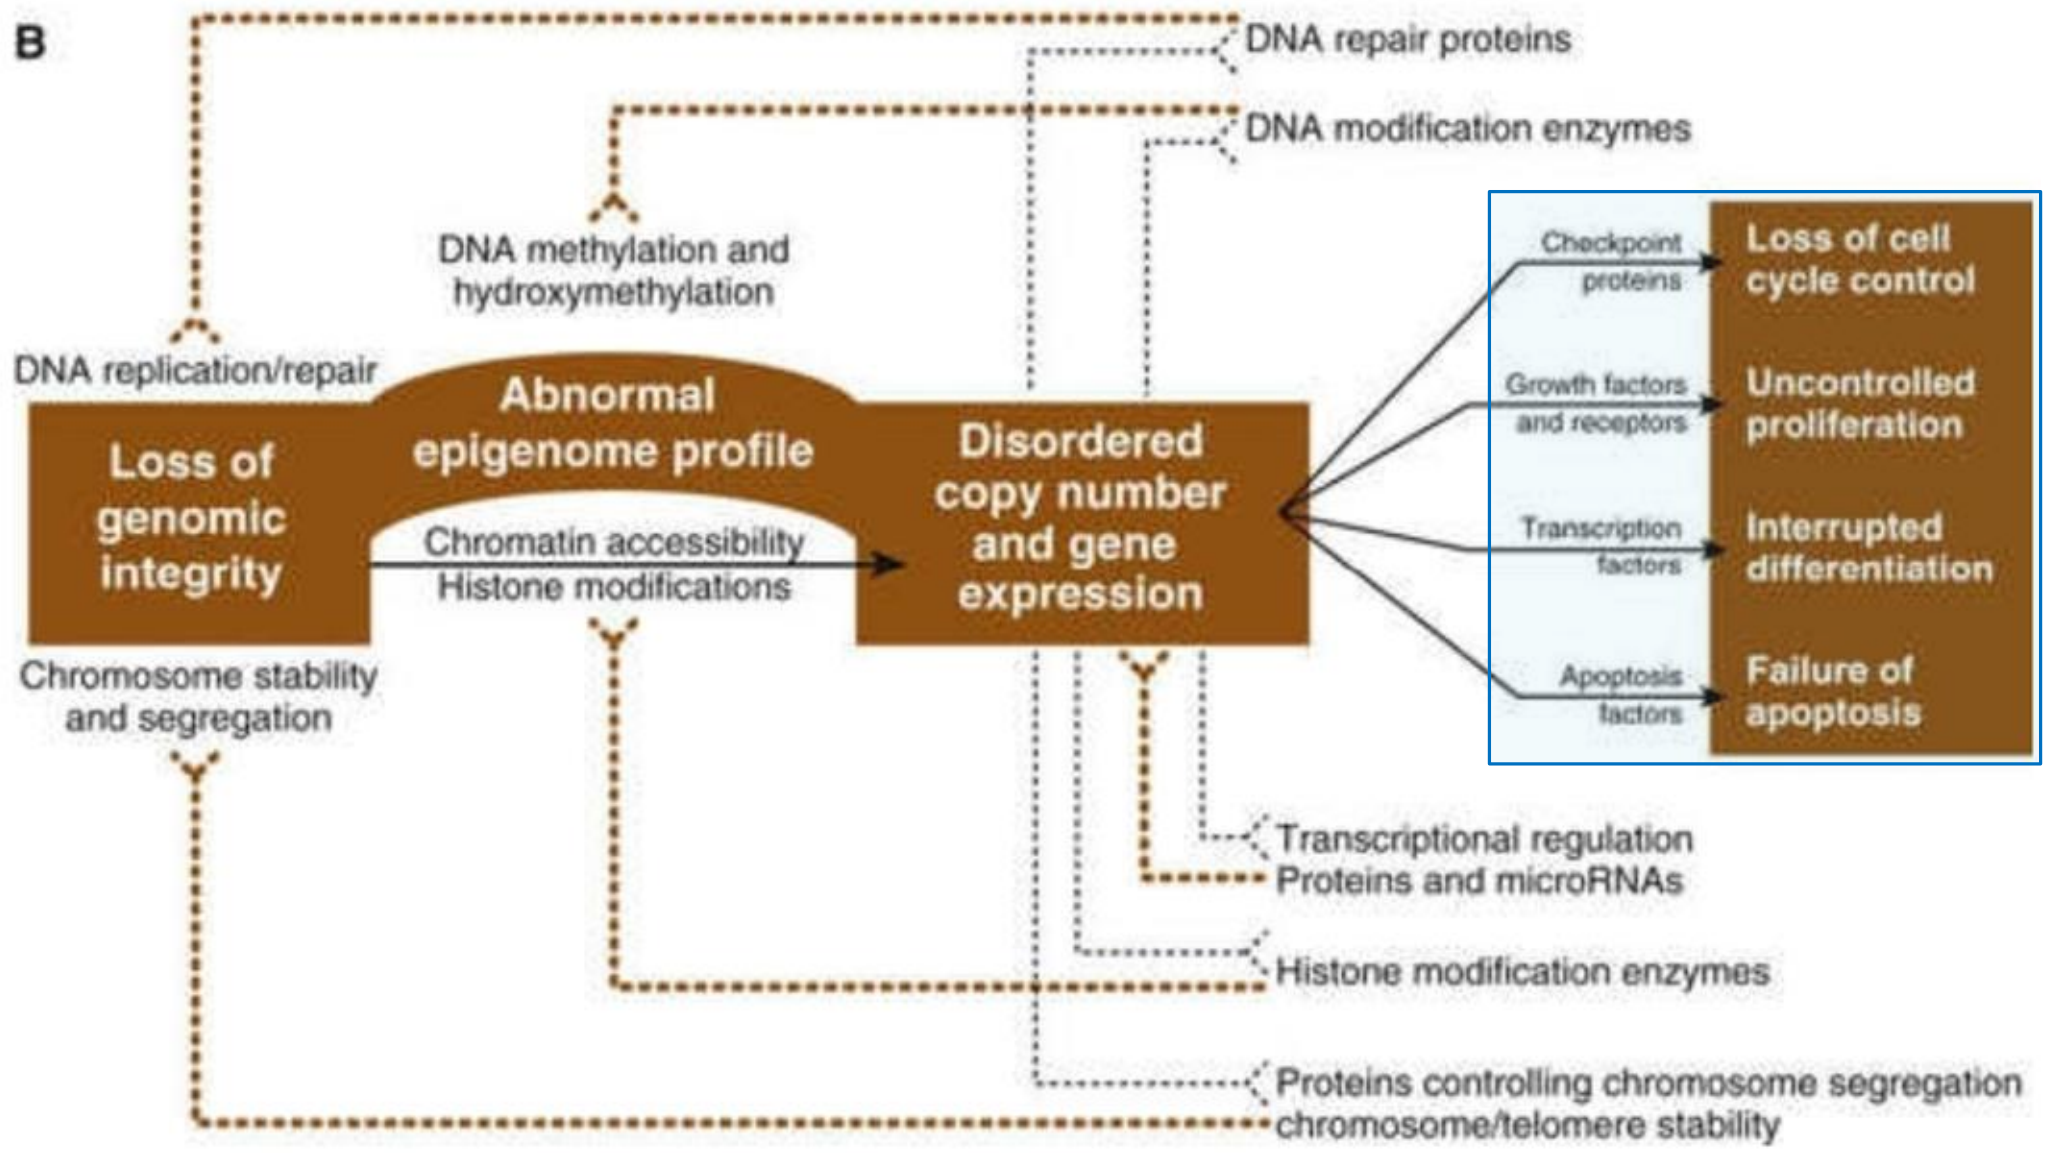 B
DNA repair proteins
DNA modification enzymes
DNA methylation and
hydroxymethylation
DNA replication/repair
Loss of
genomic
integrity
Abnormal
epigenome profile
Chromatin accessibility
Histone modifications
Disordered
copy number
and gene
expression
Chromosome stability
and segregation
Checkpoint
proteins
Loss of cell
cycle control
Growth factors
and receptors
Uncontrolled
proliferation
Transcription
factors
Interrupted
differentiation
Apoptosis
factors
Failure of
apoptosis
Transcriptional regulation
Proteins and microRNAs
Histone modification enzymes
Proteins controlling chromosome segregation
chromosome/telomere stability